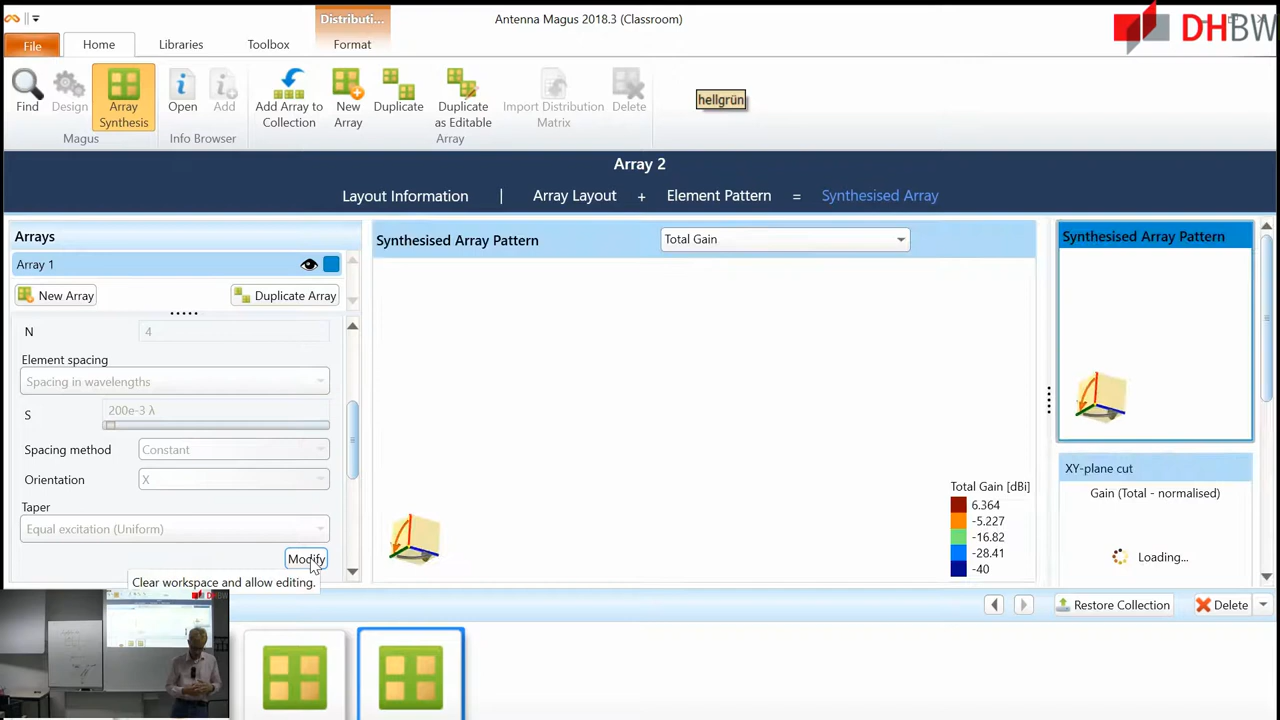 Distributi...
Antenna Magus 2018.3 (Classroom)
DHBW
File
Home
Libraries
Toolbox
Format
Find
Design
Array Synthesis
Open
Add
Add Array to Collection
New Array
Duplicate
Duplicate as Editable
Import Distribution Matrix
Delete
hellgrün
Magus
Info Browser
Array
Array 2
Layout Information | Array Layout + Element Pattern = Synthesised Array
Arrays
Array 1
New Array
Duplicate Array
N 4
Element spacing
Spacing in wavelengths
S 200e-3 λ
Spacing method Constant
Orientation X
Taper
Equal excitation (Uniform)
Modify
Clear workspace and allow editing.
Synthesised Array Pattern
Total Gain
Total Gain [dBi]
6.364
-5.227
-16.82
-28.41
-40
Synthesised Array Pattern
XY-plane cut
Gain (Total - normalised)
Loading...
Restore Collection
Delete